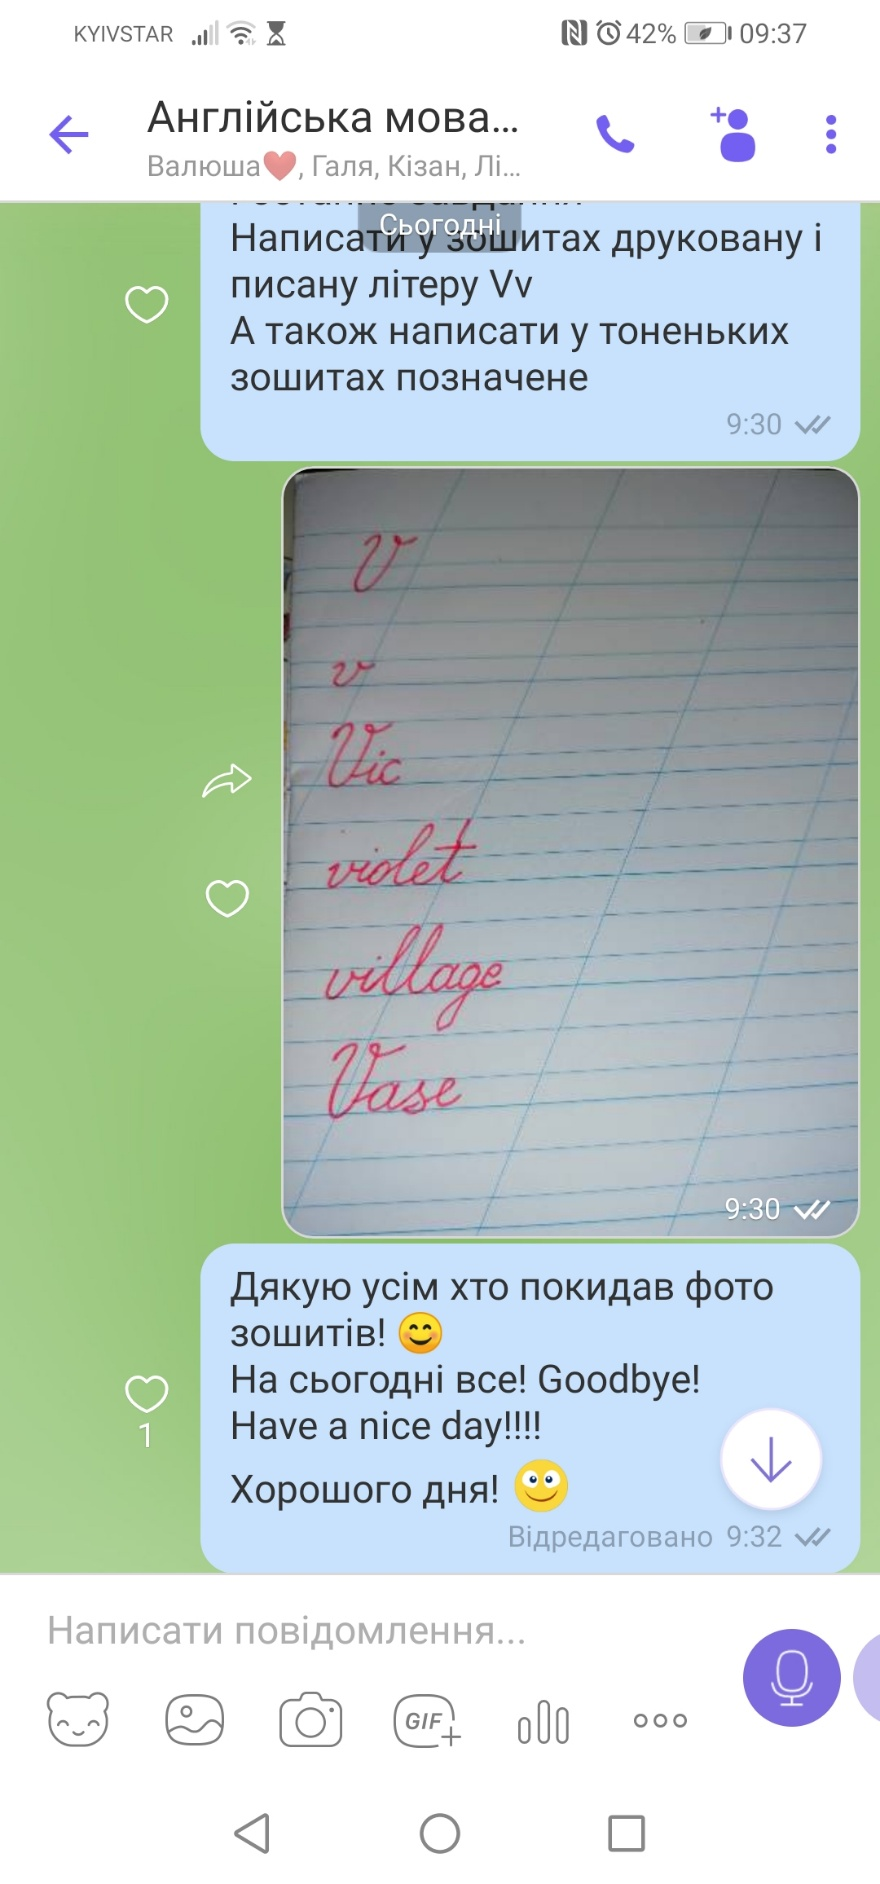 KYIVSTAR 42% 09:37
Англійська мова...
Валюша❤, Галя, Кізан, Лі...
Сьогодні
Написати у зошитах друковану і
писану літеру Vv
А також написати у тоненьких
зошитах позначене
9:30
V
v
Vic
violet
village
Vase
9:30
Дякую усім хто покидав фото
зошитів! 😊
На сьогодні все! Goodbye!
Have a nice day!!!!
Хорошого дня!
1
Відредаговано 9:32
Написати повідомлення...
GIF